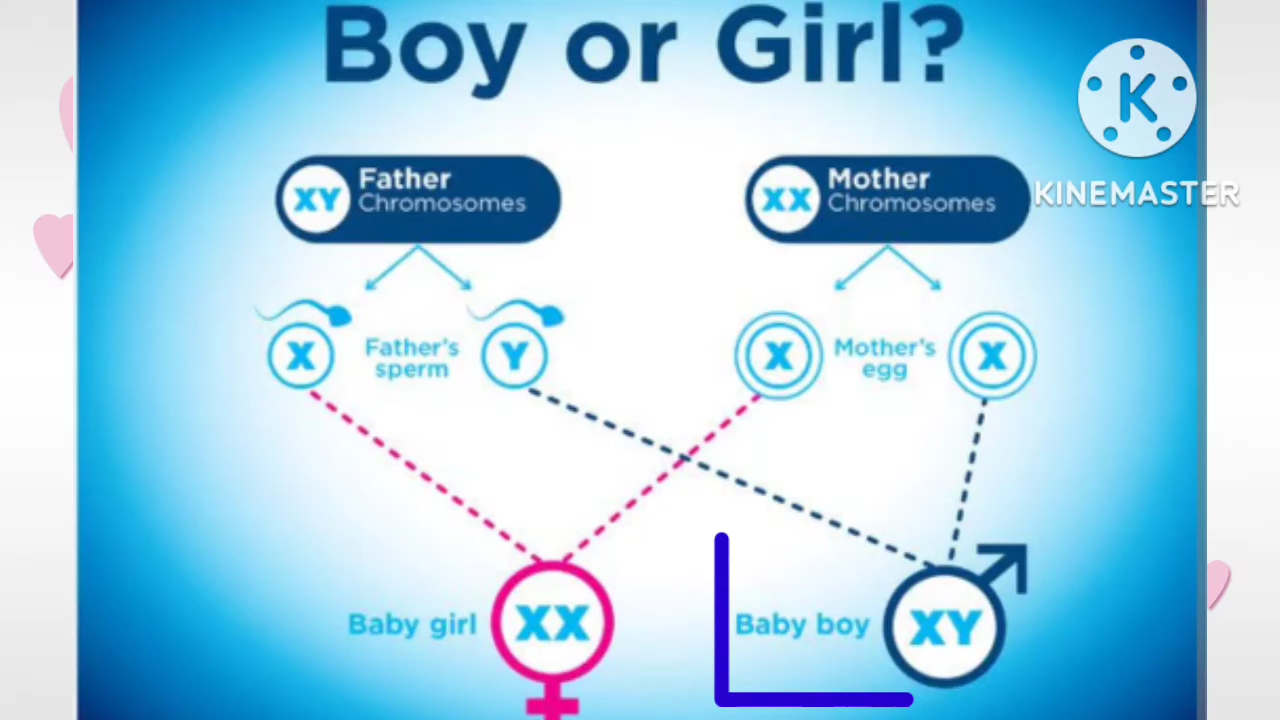 Boy or Girl?
K
KINEMASTER
XY
Father
Chromosomes
XX
Mother
Chromosomes
X
Father's
sperm
Y
X
Mother's
egg
X
Baby girl
XX
Baby boy
XY